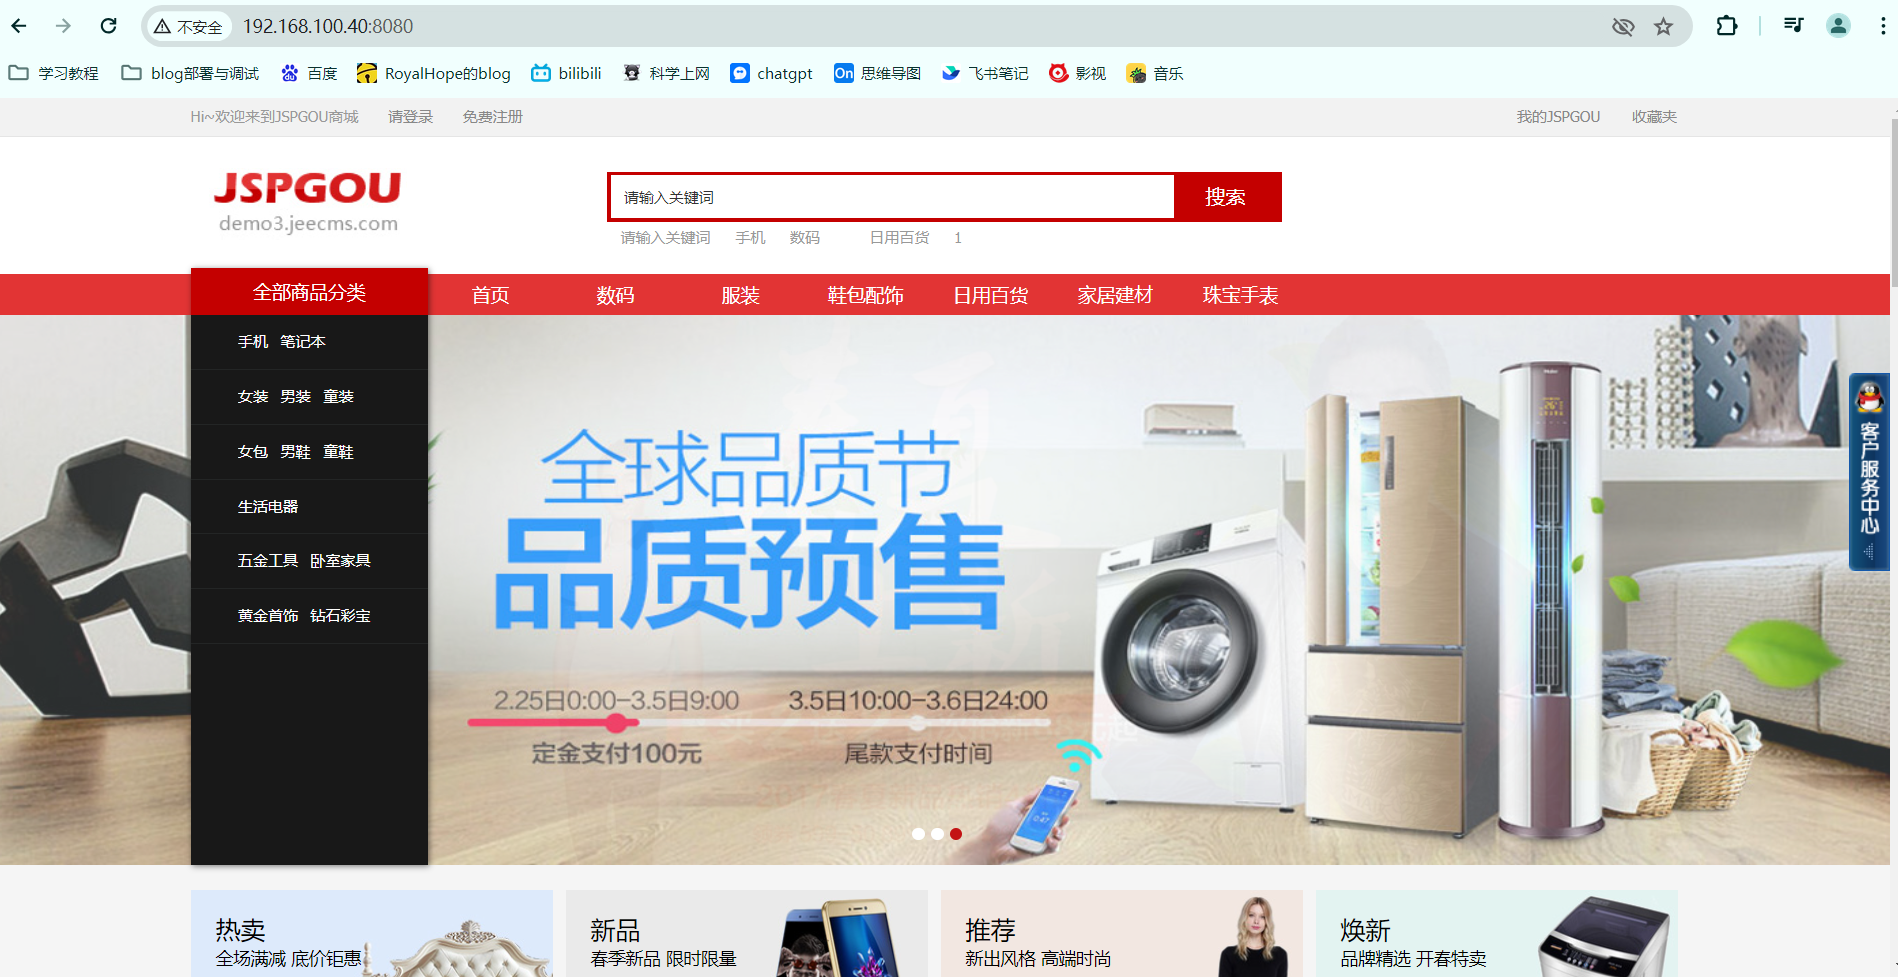 不安全 192.168.100.40:8080
学习教程 blog部署与调试 百度 RoyalHope的blog bilibili 科学上网 chatgpt On 思维导图 飞书笔记 影视 音乐
Hi~欢迎来到JSPGOU商城 请登录 免费注册 我的JSPGOU 收藏夹
JSPGOU
demo3.jeecms.com
请输入关键词 搜索
请输入关键词 手机 数码 日用百货 1
全部商品分类 首页 数码 服装 鞋包配饰 日用百货 家居建材 珠宝手表
手机 笔记本
女装 男装 童装
女包 男鞋 童鞋
生活电器
五金工具 卧室家具
黄金首饰 钻石彩宝
全球品质节
品质预售
2.25日0:00-3.5日9:00 3.5日10:00-3.6日24:00
定金支付100元 尾款支付时间
客户服务中心
热卖
全场满减 底价钜惠
新品
春季新品 限时限量
推荐
新出风格 高端时尚
焕新
品牌精选 开春特卖